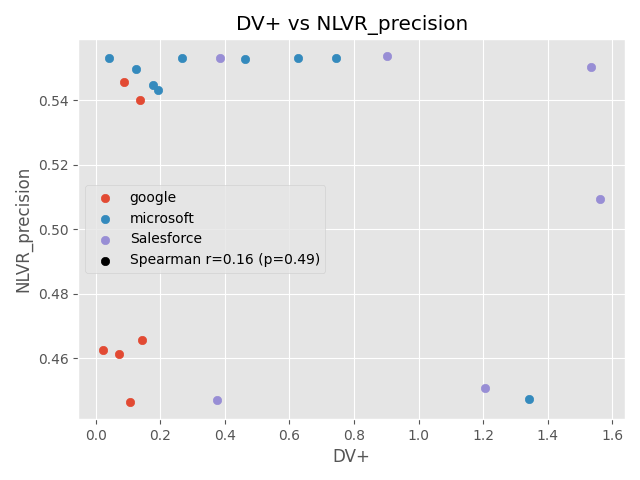 DV+ vs NLVR_precision
NLVR_precision
0.54
0.52
0.50
0.48
0.46
google
microsoft
Salesforce
Spearman r=0.16 (p=0.49)
0.0 0.2 0.4 0.6 0.8 1.0 1.2 1.4 1.6
DV+